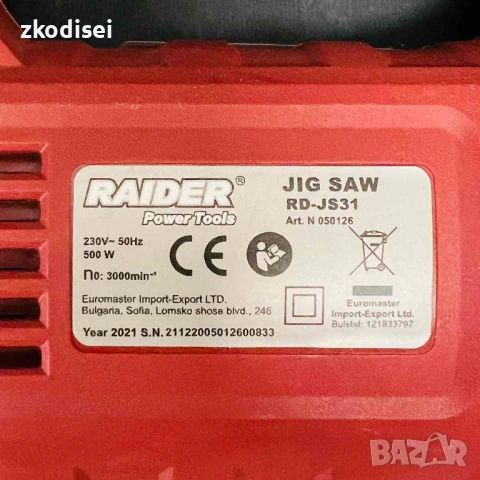 zkodisei
RAIDER®
Power Tools
JIG SAW
RD-JS31
Art. N 050126
230V~ 50Hz
500 W
CE
n0: 3000min⁻¹
Euromaster Import-Export LTD.
Bulgaria, Sofia, Lomsko shose blvd., 246
Year 2021 S.N. 21122005012600833
Euromaster
Import-Export Ltd.
Bulstat: 121833797
BAZAR